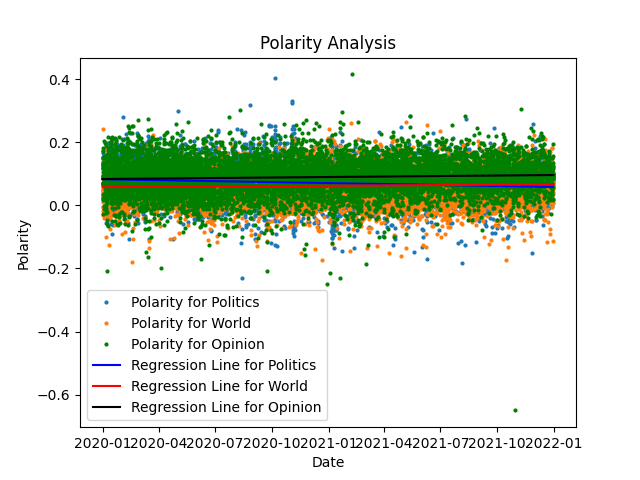 Polarity Analysis
0.4
0.2
0.0
−0.2
−0.4
−0.6
Polarity
Polarity for Politics
Polarity for World
Polarity for Opinion
Regression Line for Politics
Regression Line for World
Regression Line for Opinion
2020-01 2020-04 2020-07 2020-10 2021-01 2021-04 2021-07 2021-10 2022-01
Date